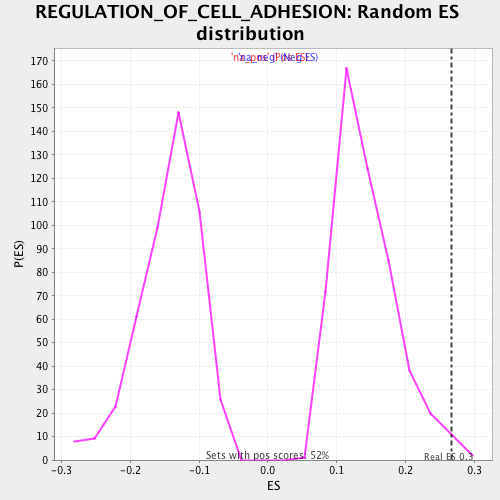 REGULATION_OF_CELL_ADHESION: Random ES
distribution
170
160
150
140
130
120
110
100
90
80
70
60
50
40
30
20
10
0
P(ES)
Sets with pos scores: 52%
Real ES 0.3
-0.3 -0.2 -0.1 0.0 0.1 0.2 0.3
ES